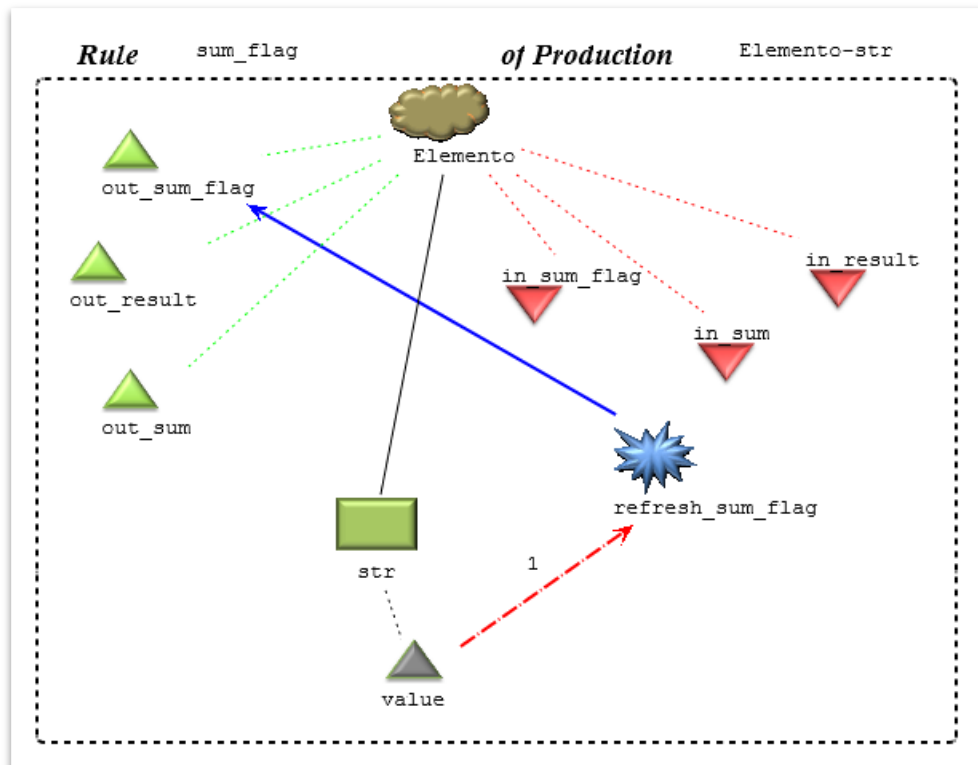 Rule sum_flag of Production Elemento-str
Elemento
out_sum_flag
out_result
out_sum
in_sum_flag
in_result
in_sum
refresh_sum_flag
1
str
value